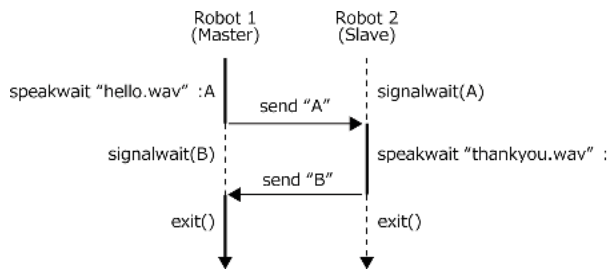 Robot 1
(Master)
Robot 2
(Slave)
speakwait “hello.wav” :A
signalwait(A)
send “A”
signalwait(B)
speakwait “thankyou.wav” :
send “B”
exit()
exit()